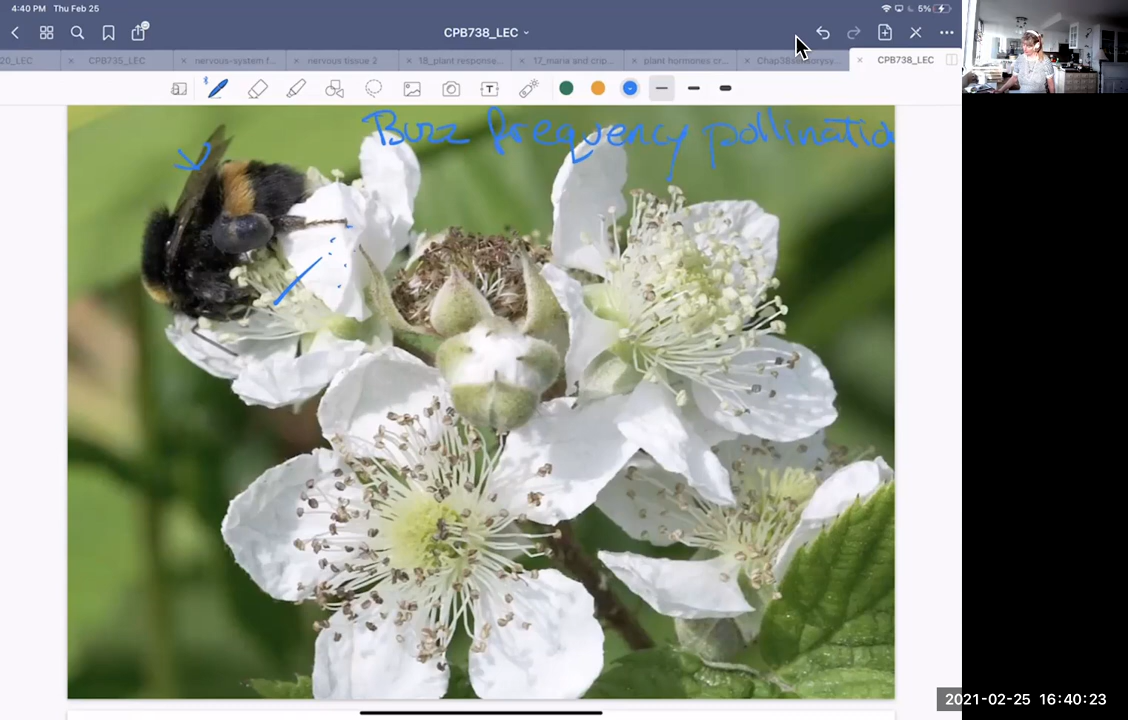 4:40 PM Thu Feb 25
5%
CPB738_LEC
20_LEC
CPB735_LEC
nervous-system f...
nervous tissue 2
18_plant response...
17_maria and crip...
plant hormones cr...
CPB738_LEC
T
Buzz frequency pollinatio
2021-02-25 16:40:23